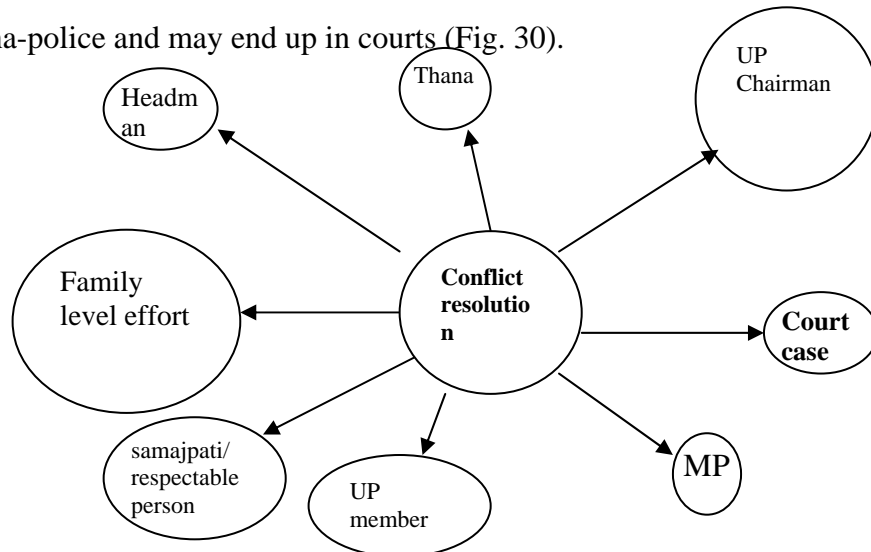 na-police and may end up in courts (Fig. 30).
Headm
an
Thana
UP
Chairman
Family
level effort
Conflict
resolutio
n
Court
case
samajpati/
respectable
person
UP
member
MP